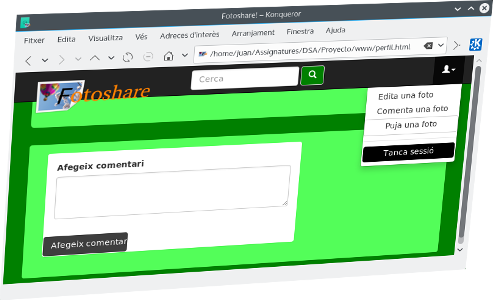 Fotoshare! – Konqueror
Fitxer Edita Visualitza Vés Adreces d'interès Arranjament Finestra Ajuda
/home/juan/Assignatures/DSA/Proyecto/www/perfil.html
Fotoshare
Cerca
Edita una foto
Comenta una foto
Puja una foto
Tanca sessió
Afegeix comentari
Afegeix comentar